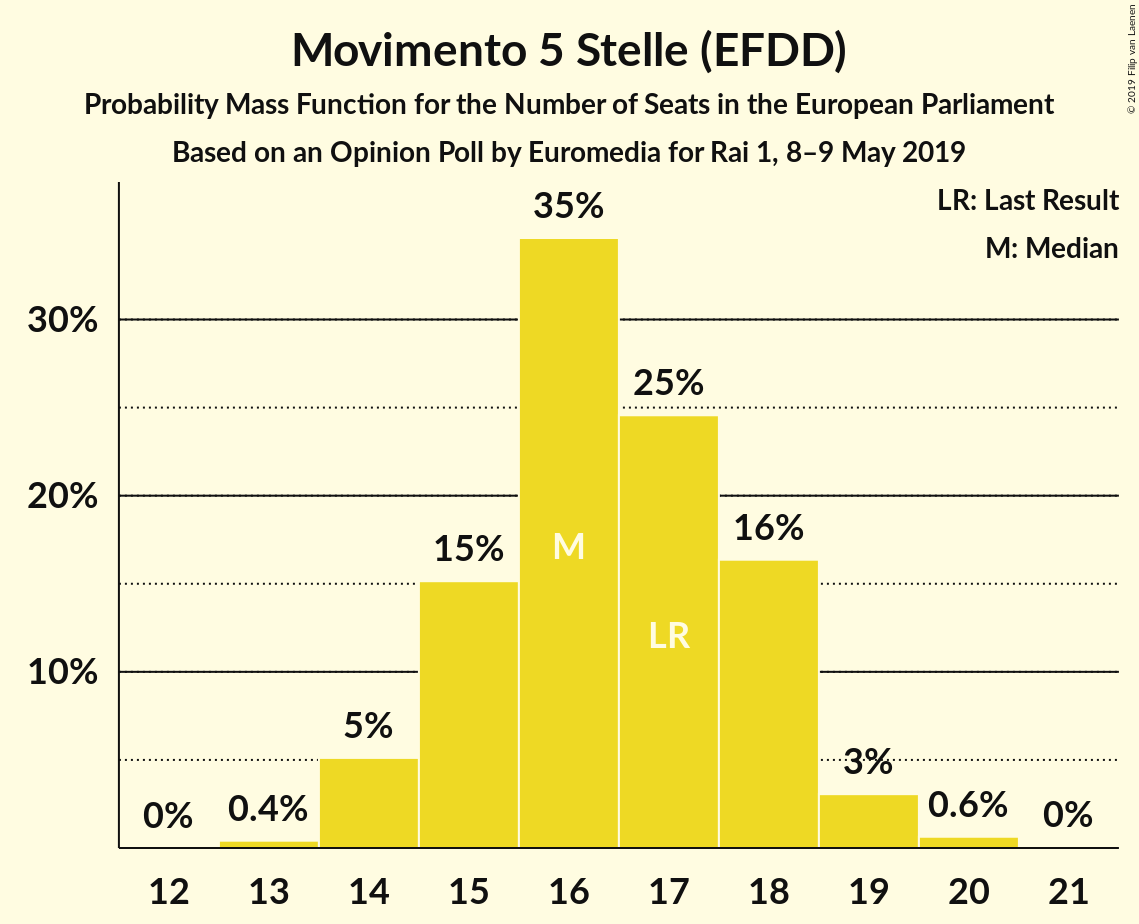 Movimento 5 Stelle (EFDD)
Probability Mass Function for the Number of Seats in the European Parliament
Based on an Opinion Poll by Euromedia for Rai 1, 8–9 May 2019
© 2019 Filip van Laenen
LR: Last Result
M: Median
35%
30%
25%
20%
16%
15%
M
LR
10%
5%
3%
0%
0.4%
0.6%
0%
12 13 14 15 16 17 18 19 20 21